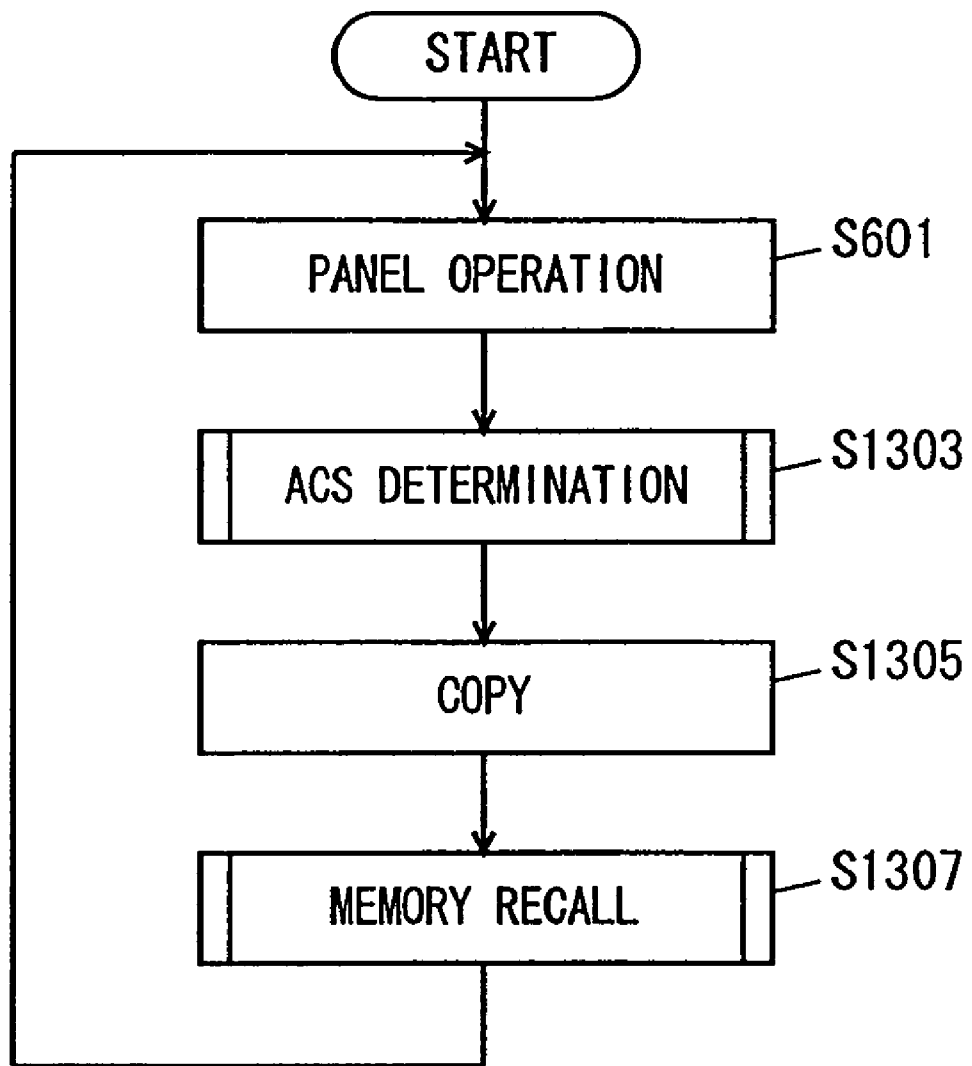 START
PANEL OPERATION
S601
ACS DETERMINATION
S1303
COPY
S1305
MEMORY RECALL
S1307